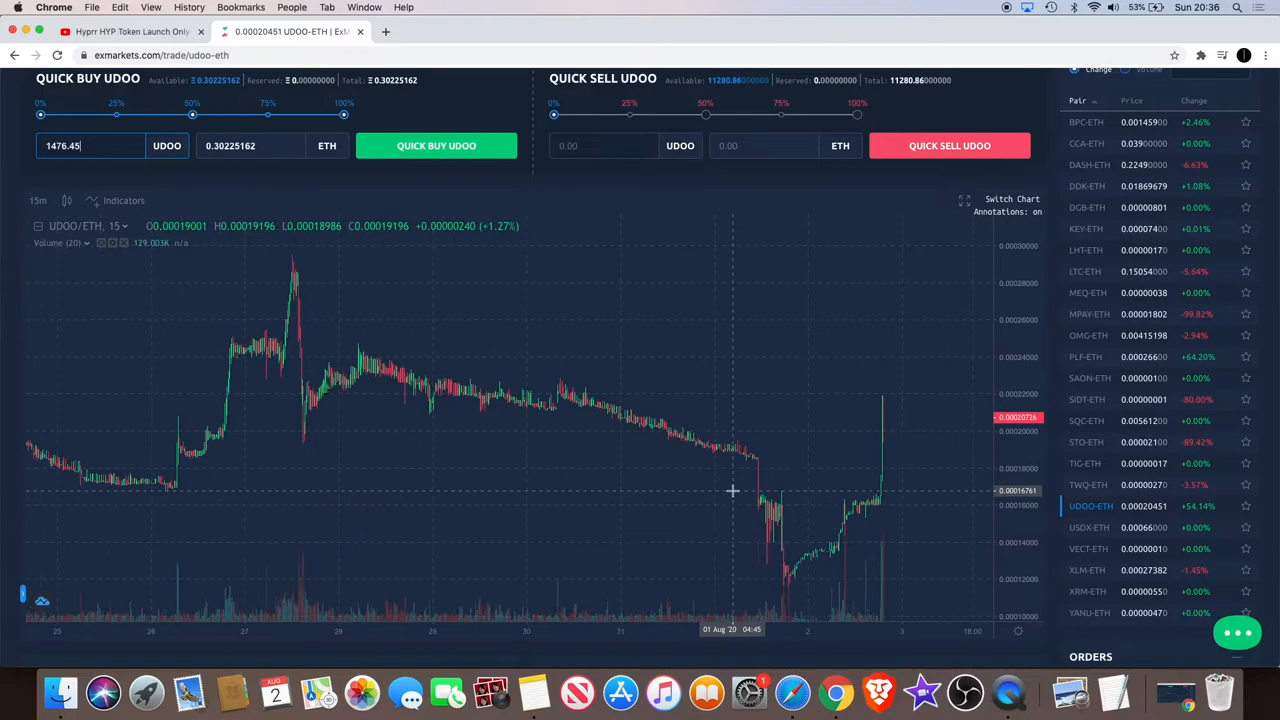 Chrome File Edit View History Bookmarks People Tab Window Help 53% Sun 20:36
Hyprr HYP Token Launch Only 0.00020451 UDOO-ETH | ExM
exmarkets.com/trade/udoo-eth
QUICK BUY UDOO Available: Ξ 0.30225162 Reserved: Ξ 0.00000000 Total: Ξ 0.30225162
0% 25% 50% 75% 100%
1476.45 UDOO 0.30225162 ETH QUICK BUY UDOO
QUICK SELL UDOO Available: 11280.86000000 Reserved: 0.00000000 Total: 11280.86000000
0% 25% 50% 75% 100%
0.00 UDOO 0.00 ETH QUICK SELL UDOO
15m Indicators
Switch Chart
Annotations: on
UDOO/ETH, 15 O0.00019001 H0.00019196 L0.00018986 C0.00019196 +0.00000240 (+1.27%)
Volume (20) 129.003K n/a
0.00030000
0.00028000
0.00026000
0.00024000
0.00022000
0.00020726
0.00020000
0.00018000
0.00016761
0.00016000
0.00014000
0.00012000
0.00010000
25 26 27 28 29 30 31 01 Aug '20 04:45 2 3 18:00
Change Volume
Pair Price Change
BPC-ETH 0.00145900 +2.46%
CCA-ETH 0.03900000 +0.00%
DASH-ETH 0.22490000 -6.63%
DDK-ETH 0.01869679 +1.08%
DGB-ETH 0.00000801 +0.00%
KEY-ETH 0.00007400 +0.01%
LHT-ETH 0.00000170 +0.00%
LTC-ETH 0.15054000 -5.64%
MEQ-ETH 0.00000038 +0.00%
MPAY-ETH 0.00001802 -99.82%
OMG-ETH 0.00415198 -2.94%
PLF-ETH 0.00026600 +64.20%
SAON-ETH 0.00000100 +0.00%
SIDT-ETH 0.00000001 -80.00%
SQC-ETH 0.00561200 +0.00%
STO-ETH 0.00002100 -89.42%
TIG-ETH 0.00000017 +0.00%
TWQ-ETH 0.00000270 -3.57%
UDOO-ETH 0.00020451 +54.14%
USDX-ETH 0.00066000 +0.00%
VECT-ETH 0.00000010 +0.00%
XLM-ETH 0.00027382 -1.45%
XRM-ETH 0.00000550 +0.00%
YANU-ETH 0.00000470 +0.00%
ORDERS
AUG
2
1